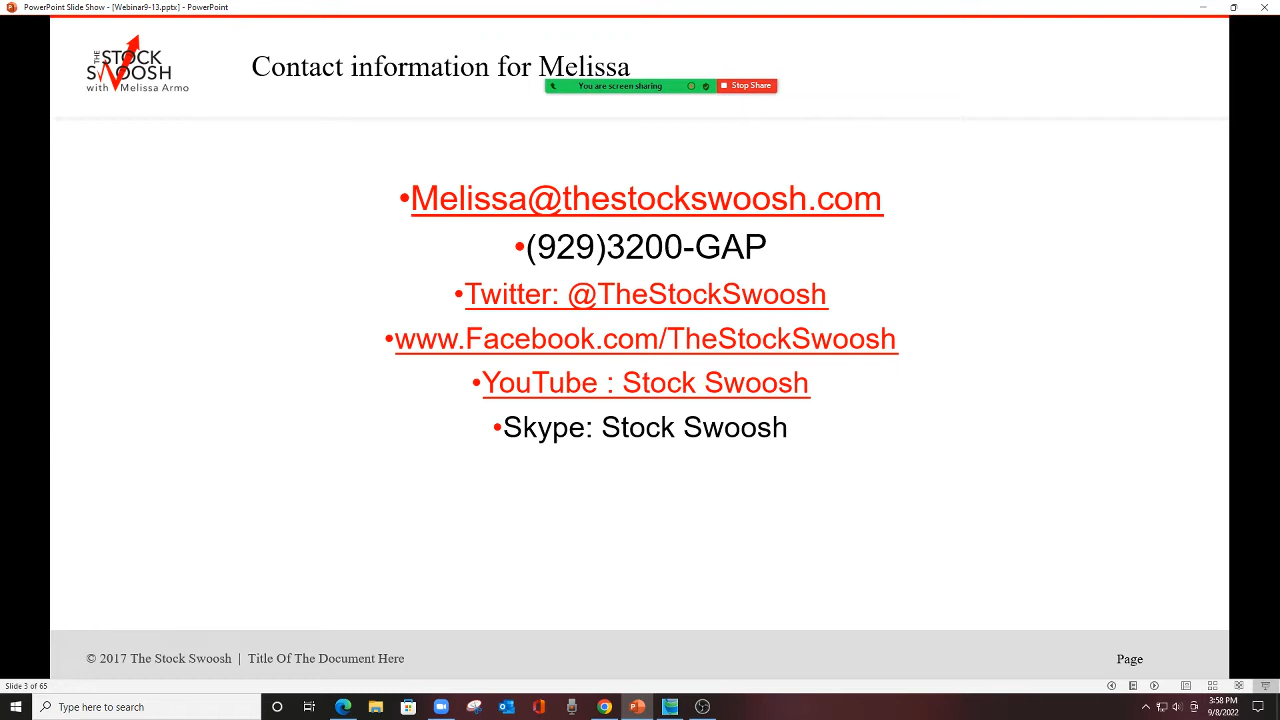 PowerPoint Slide Show - [Webinar9-13.pptx] - PowerPoint
THE STOCK SWOOSH
with Melissa Armo
Contact information for Melissa
You are screen sharing
Stop Share
•Melissa@thestockswoosh.com
•(929)3200-GAP
•Twitter: @TheStockSwoosh
•www.Facebook.com/TheStockSwoosh
•YouTube : Stock Swoosh
•Skype: Stock Swoosh
© 2017 The Stock Swoosh | Title Of The Document Here
Page
Slide 3 of 65
Type here to search
3:58 PM
9/8/2022